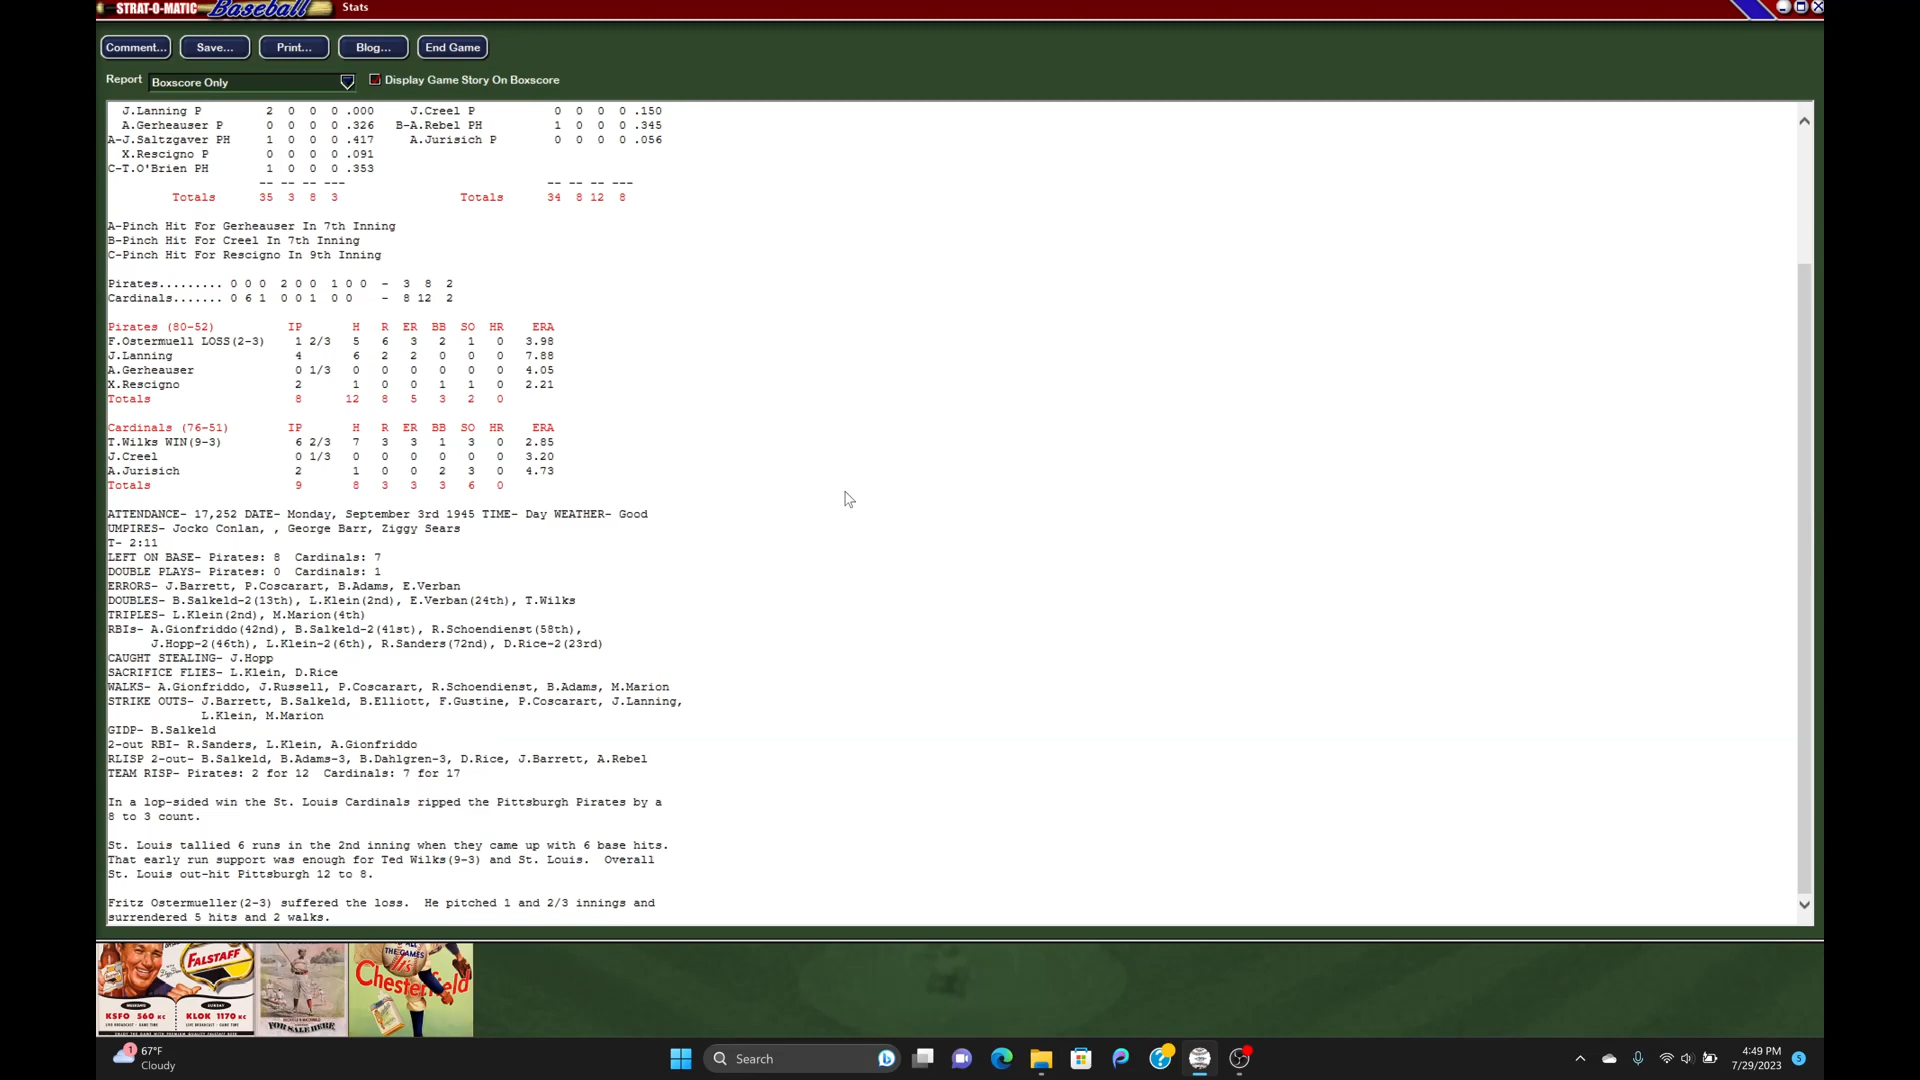 STRAT-O-MATIC Baseball Stats
Comment... Save... Print... Blog... End Game
Report Boxscore Only Display Game Story On Boxscore
J.Lanning P 2 0 0 0 .000 J.Creel P 0 0 0 0 .150
A.Gerheauser P 0 0 0 0 .326 B-A.Rebel PH 1 0 0 0 .345
A-J.Saltzgaver PH 1 0 0 0 .417 A.Jurisich P 0 0 0 0 .056
X.Rescigno P 0 0 0 0 .091
C-T.O'Brien PH 1 0 0 0 .353
-- -- -- --- -- -- -- ---
Totals 35 3 8 3 Totals 34 8 12 8
A-Pinch Hit For Gerheauser In 7th Inning
B-Pinch Hit For Creel In 7th Inning
C-Pinch Hit For Rescigno In 9th Inning
Pirates......... 0 0 0 2 0 0 1 0 0 - 3 8 2
Cardinals....... 0 6 1 0 0 1 0 0 - 8 12 2
Pirates (80-52) IP H R ER BB SO HR ERA
F.Ostermuell LOSS(2-3) 1 2/3 5 6 3 2 1 0 3.98
J.Lanning 4 6 2 2 0 0 0 7.88
A.Gerheauser 0 1/3 0 0 0 0 0 0 4.05
X.Rescigno 2 1 0 0 1 1 0 2.21
Totals 8 12 8 5 3 2 0
Cardinals (76-51) IP H R ER BB SO HR ERA
T.Wilks WIN(9-3) 6 2/3 7 3 3 1 3 0 2.85
J.Creel 0 1/3 0 0 0 0 0 0 3.20
A.Jurisich 2 1 0 0 2 3 0 4.73
Totals 9 8 3 3 3 6 0
ATTENDANCE- 17,252 DATE- Monday, September 3rd 1945 TIME- Day WEATHER- Good
UMPIRES- Jocko Conlan, , George Barr, Ziggy Sears
T- 2:11
LEFT ON BASE- Pirates: 8 Cardinals: 7
DOUBLE PLAYS- Pirates: 0 Cardinals: 1
ERRORS- J.Barrett, P.Coscarart, B.Adams, E.Verban
DOUBLES- B.Salkeld-2(13th), L.Klein(2nd), E.Verban(24th), T.Wilks
TRIPLES- L.Klein(2nd), M.Marion(4th)
RBIs- A.Gionfriddo(42nd), B.Salkeld-2(41st), R.Schoendienst(58th),
J.Hopp-2(46th), L.Klein-2(6th), R.Sanders(72nd), D.Rice-2(23rd)
CAUGHT STEALING- J.Hopp
SACRIFICE FLIES- L.Klein, D.Rice
WALKS- A.Gionfriddo, J.Russell, P.Coscarart, R.Schoendienst, B.Adams, M.Marion
STRIKE OUTS- J.Barrett, B.Salkeld, B.Elliott, F.Gustine, P.Coscarart, J.Lanning,
L.Klein, M.Marion
GIDP- B.Salkeld
2-out RBI- R.Sanders, L.Klein, A.Gionfriddo
RLISP 2-out- B.Salkeld, B.Adams-3, B.Dahlgren-3, D.Rice, J.Barrett, A.Rebel
TEAM RISP- Pirates: 2 for 12 Cardinals: 7 for 17
In a lop-sided win the St. Louis Cardinals ripped the Pittsburgh Pirates by a
8 to 3 count.
St. Louis tallied 6 runs in the 2nd inning when they came up with 6 base hits.
That early run support was enough for Ted Wilks(9-3) and St. Louis. Overall
St. Louis out-hit Pittsburgh 12 to 8.
Fritz Ostermueller(2-3) suffered the loss. He pitched 1 and 2/3 innings and
surrendered 5 hits and 2 walks.
FALSTAFF
KSFO 560 KC KLOK 1170 KC
FOR SALE HERE
THE GAMES
It's
Chesterfield
1
67°F
Cloudy
Search
4:49 PM
7/29/2023
5